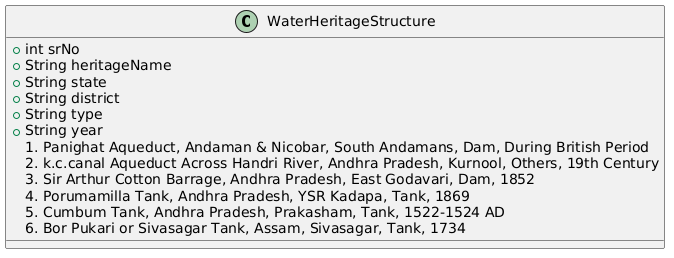 C WaterHeritageStructure
int srNo
String heritageName
String state
String district
String type
String year
1. Panighat Aqueduct, Andaman & Nicobar, South Andamans, Dam, During British Period
2. k.c.canal Aqueduct Across Handri River, Andhra Pradesh, Kurnool, Others, 19th Century
3. Sir Arthur Cotton Barrage, Andhra Pradesh, East Godavari, Dam, 1852
4. Porumamilla Tank, Andhra Pradesh, YSR Kadapa, Tank, 1869
5. Cumbum Tank, Andhra Pradesh, Prakasham, Tank, 1522-1524 AD
6. Bor Pukari or Sivasagar Tank, Assam, Sivasagar, Tank, 1734